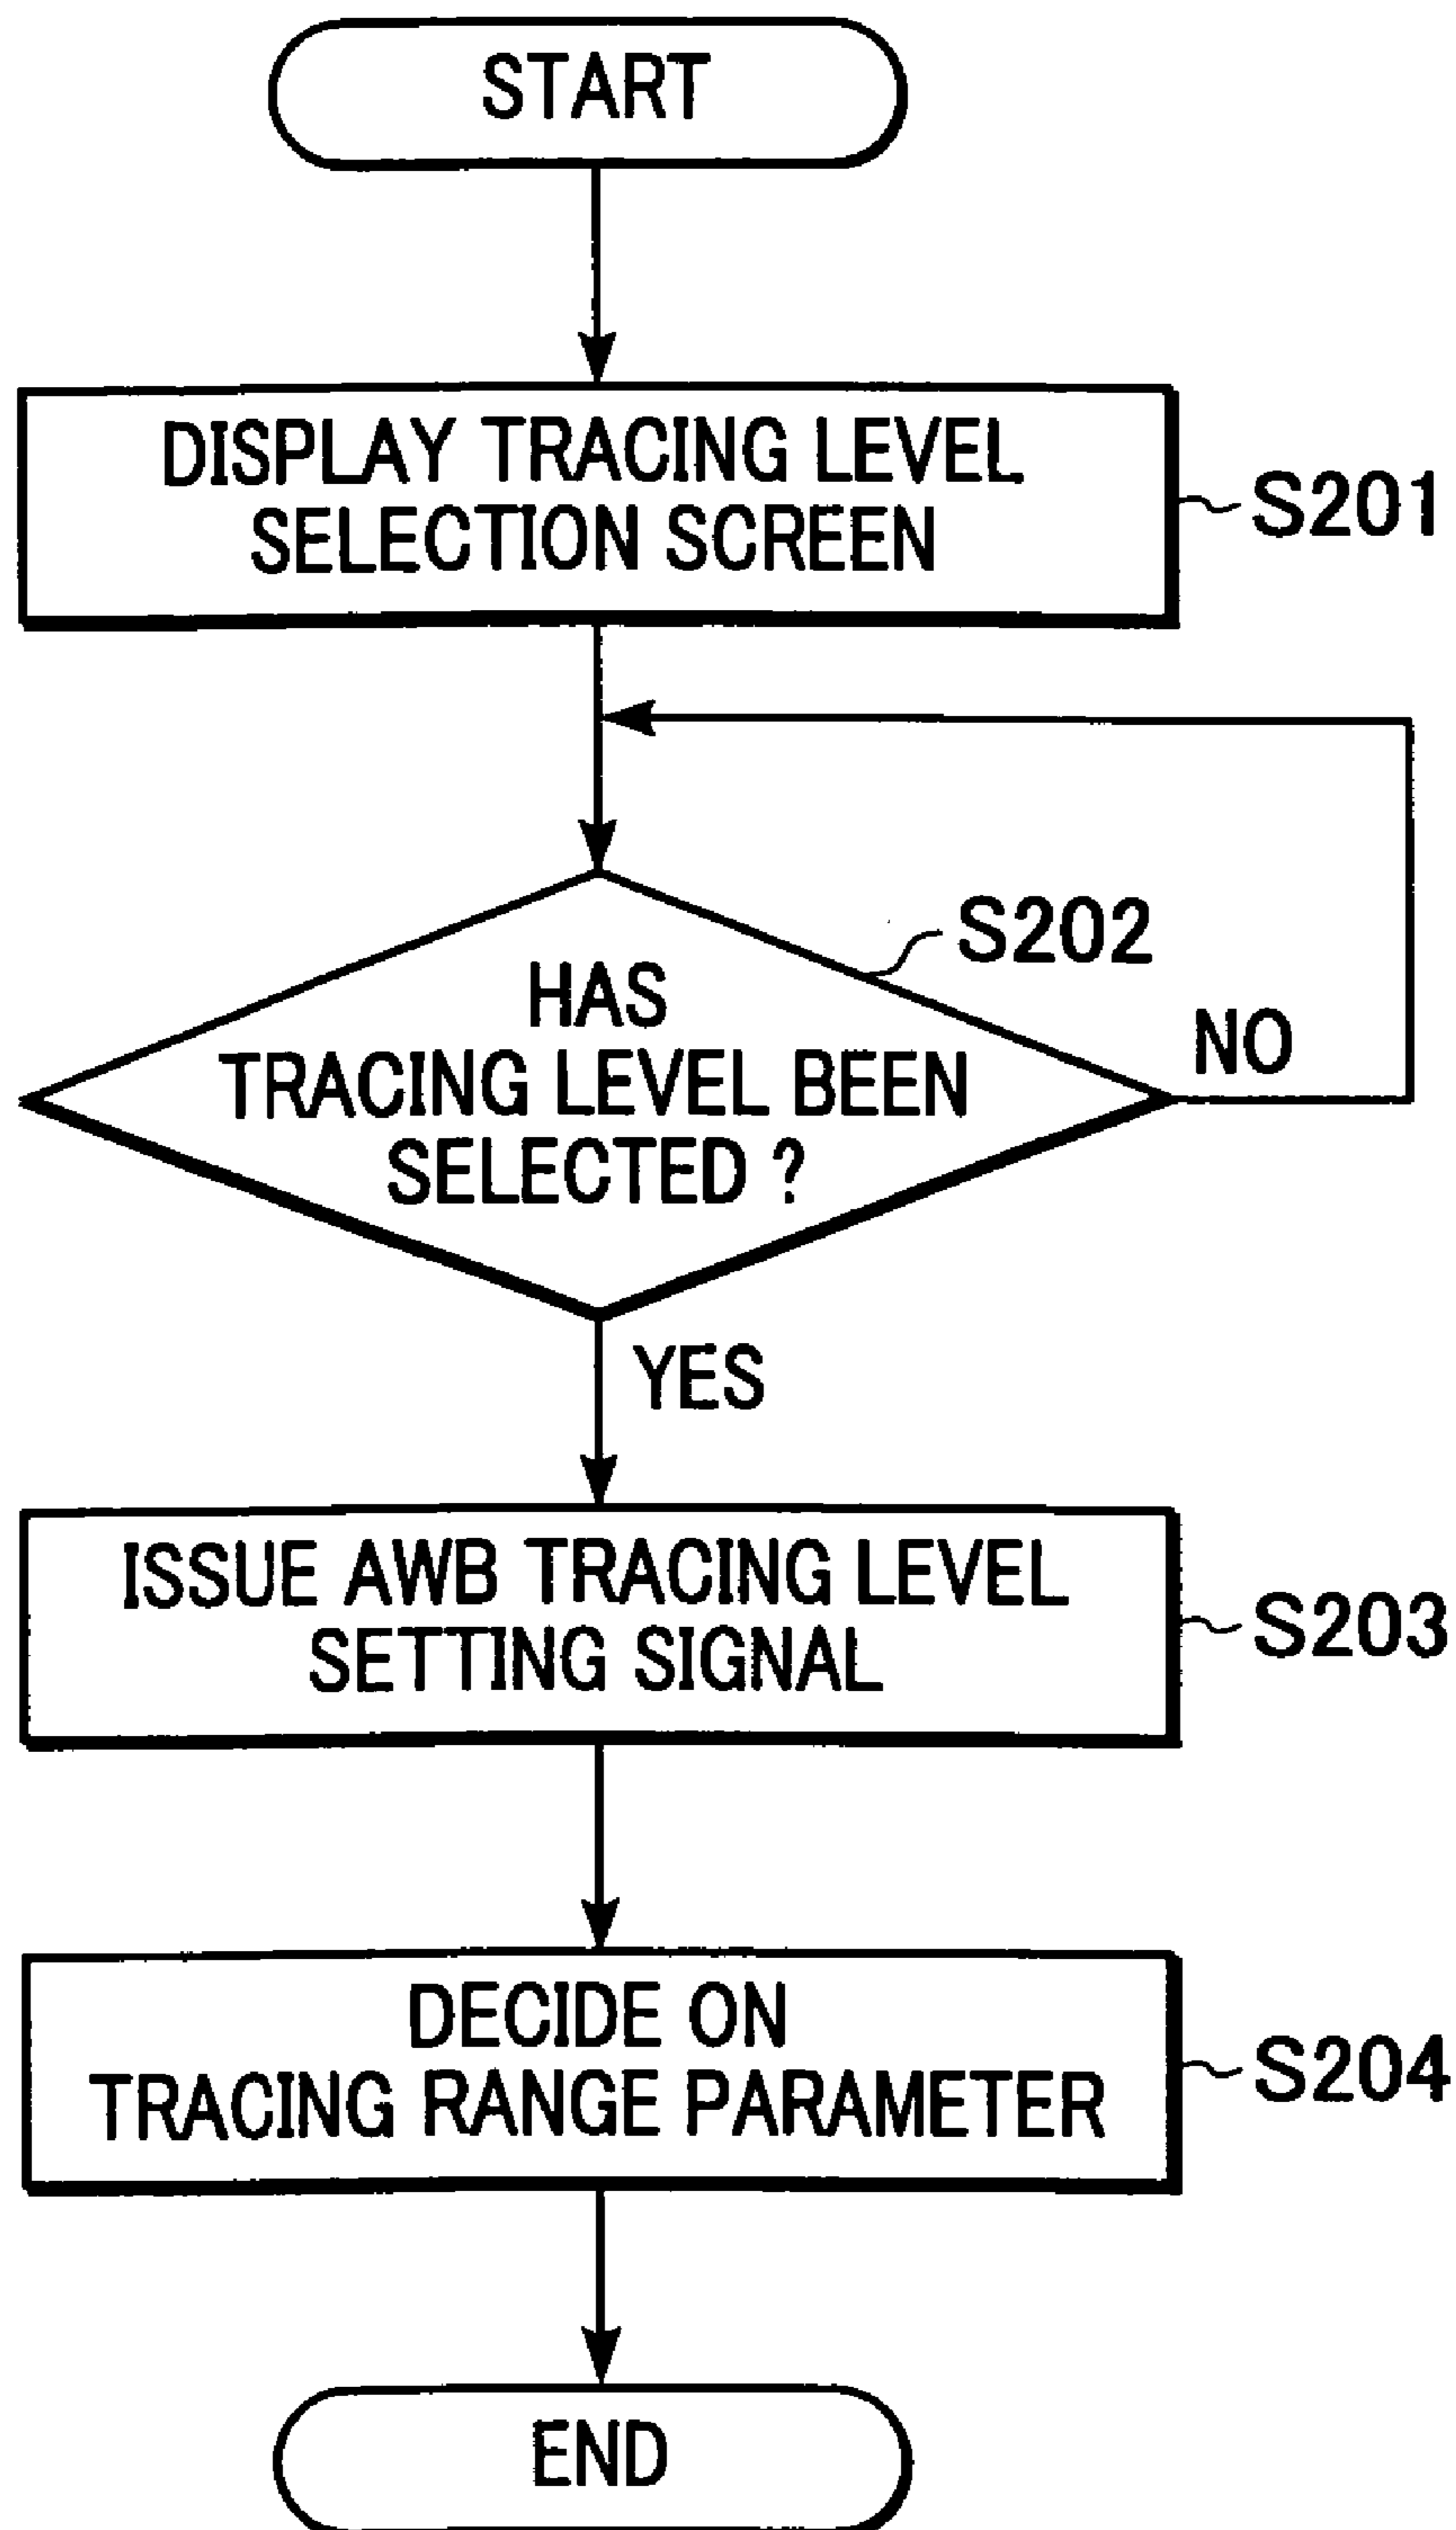 START
DISPLAY TRACING LEVEL
SELECTION SCREEN
S201
S202
HAS
TRACING LEVEL BEEN
SELECTED ?
NO
YES
ISSUE AWB TRACING LEVEL
SETTING SIGNAL
S203
DECIDE ON
TRACING RANGE PARAMETER
S204
END